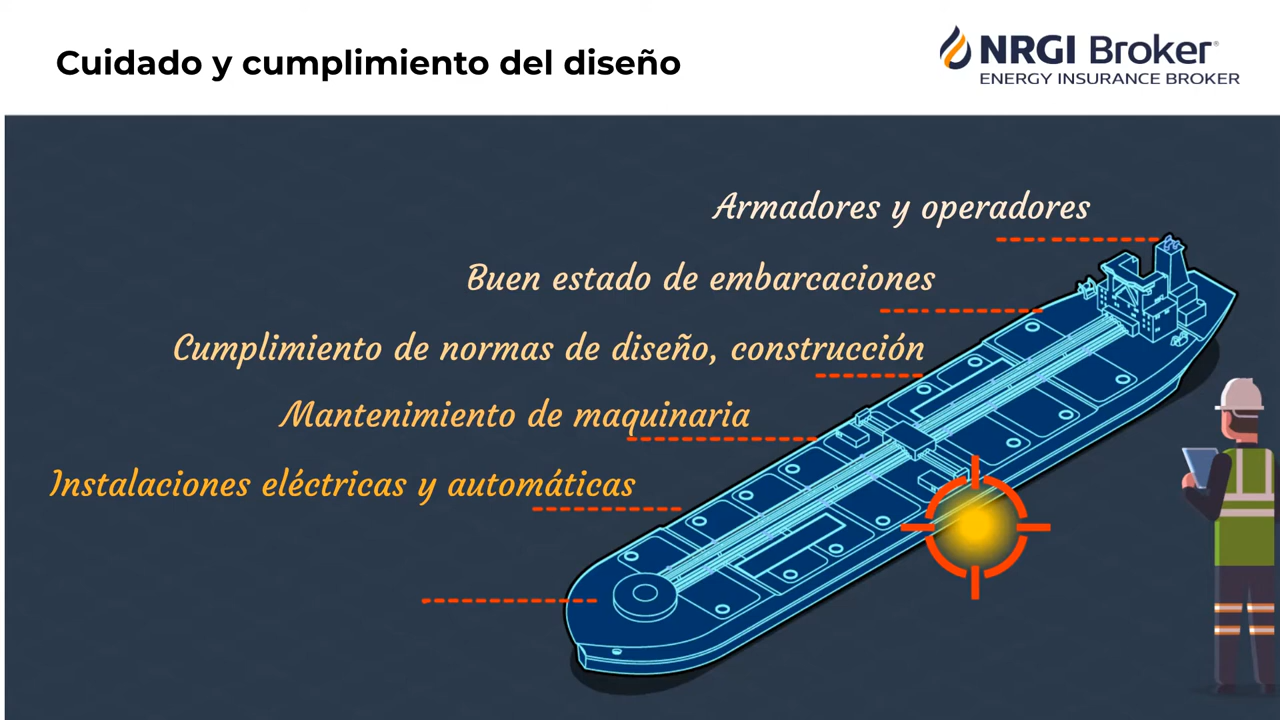 Cuidado y cumplimiento del diseño
NRGI Broker®
ENERGY INSURANCE BROKER
Armadores y operadores
Buen estado de embarcaciones
Cumplimiento de normas de diseño, construcción
Mantenimiento de maquinaria
Instalaciones eléctricas y automáticas